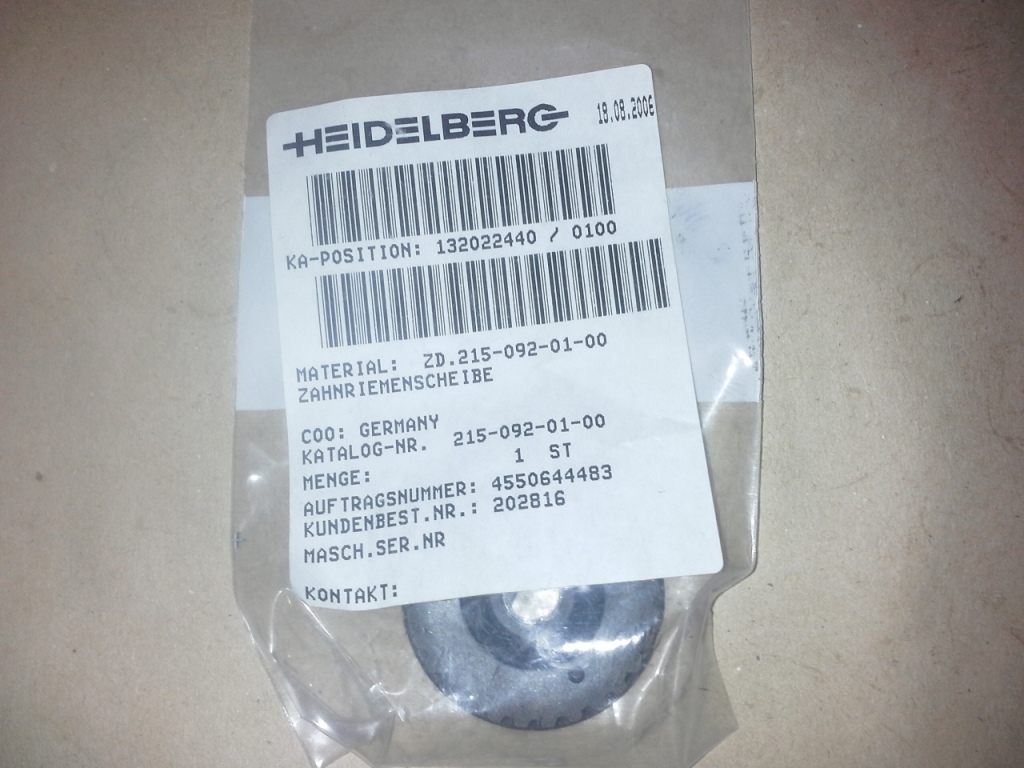 HEIDELBERG 18.08.2006
KA-POSITION: 132022440 / 0100
MATERIAL: ZD.215-092-01-00
ZAHNRIEMENSCHEIBE
COO: GERMANY
KATALOG-NR. 215-092-01-00
MENGE: 1 ST
AUFTRAGSNUMMER: 4550644483
KUNDENBEST.NR.: 202816
MASCH.SER.NR
KONTAKT: